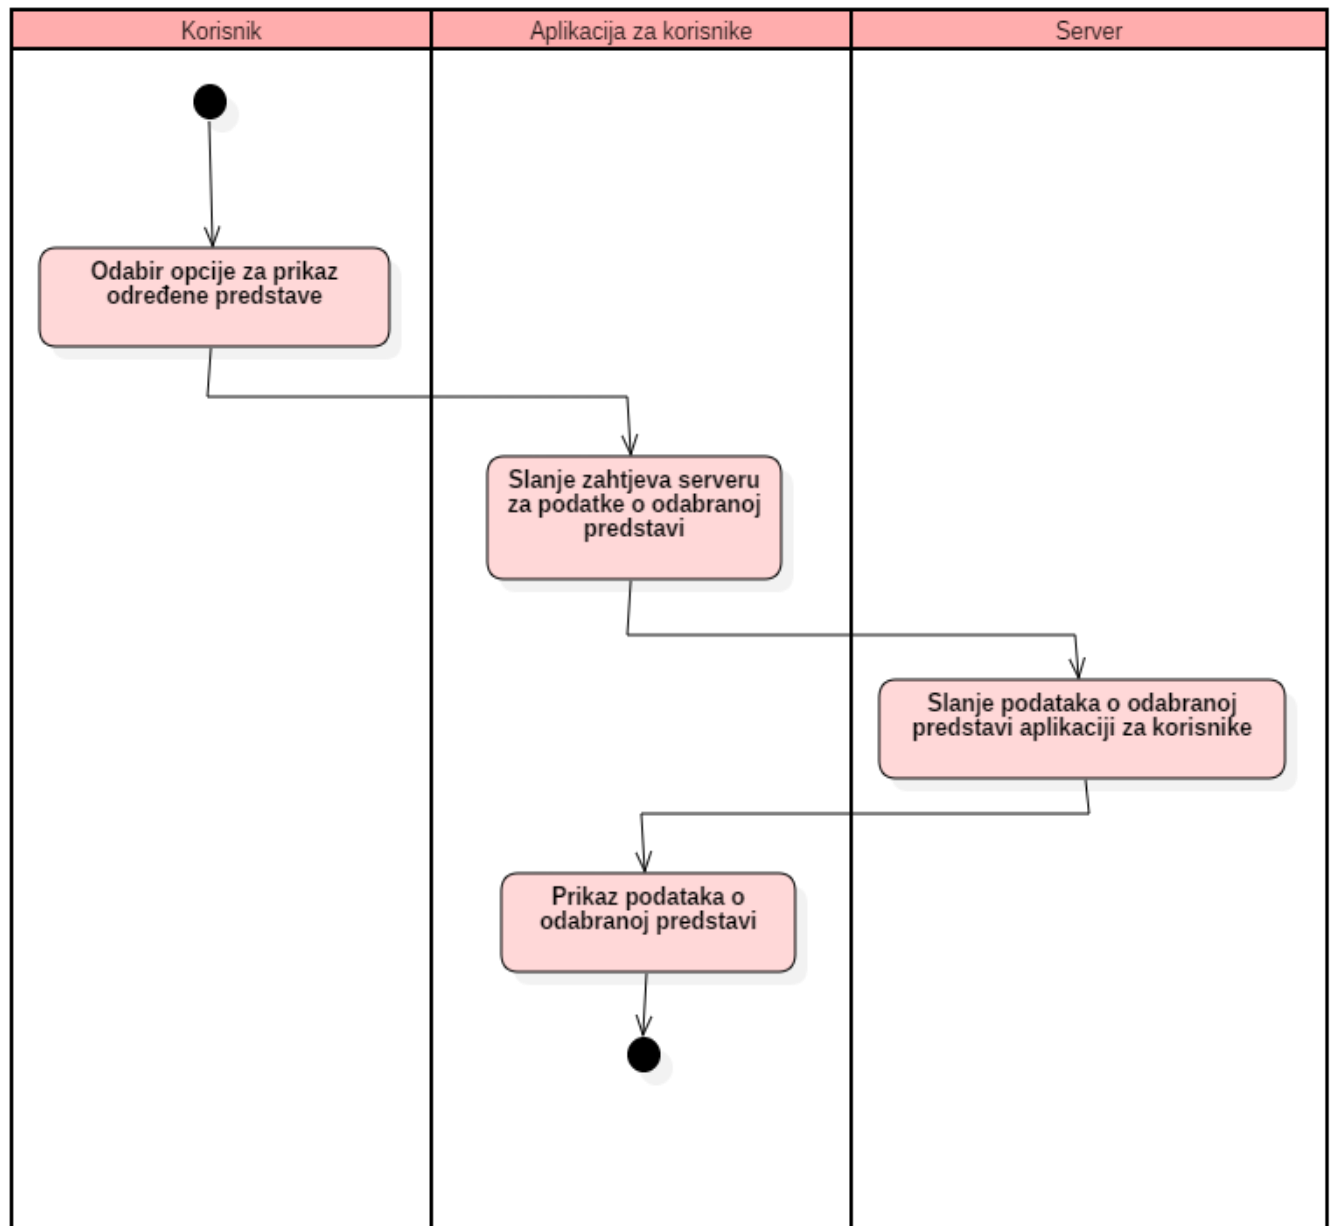 Korisnik
Aplikacija za korisnike
Server
Odabir opcije za prikaz
određene predstave
Slanje zahtjeva serveru
za podatke o odabranoj
predstavi
Slanje podataka o odabranoj
predstavi aplikaciji za korisnike
Prikaz podataka o
odabranoj predstavi